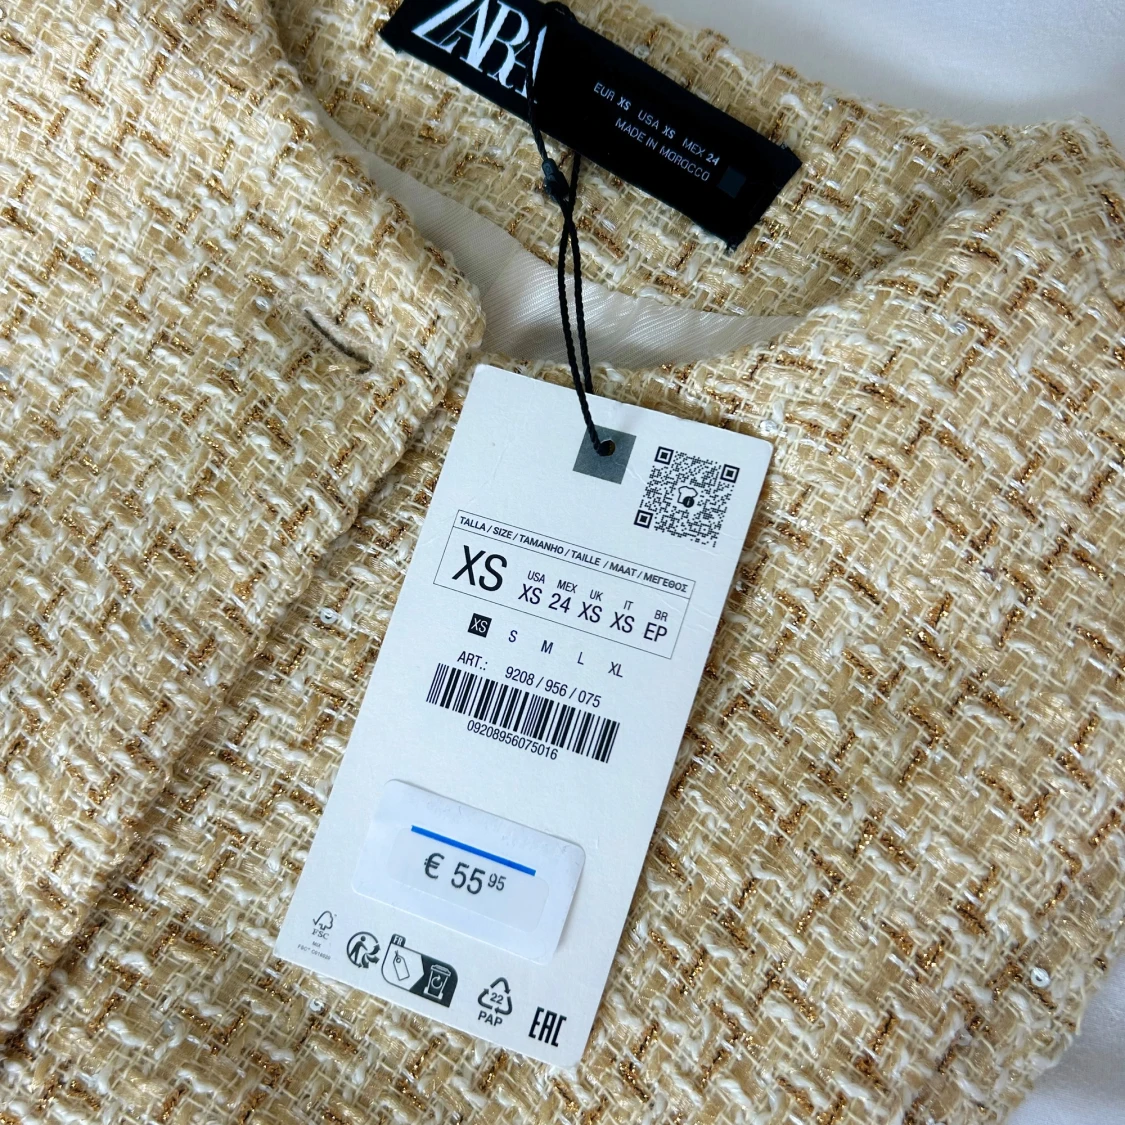 ZARA
EUR XS USA XS MEX 24
MADE IN MOROCCO
TALLA / SIZE / TAMANHO / TAILLE / MAAT / ΜΕΓΕΘΟΣ
XS
USA MEX UK IT BR
XS 24 XS XS EP
XS S M L XL
ART.: 9208 / 956 / 075
09208956075016
€ 55 95
FSC
FR
22
PAP
EAC